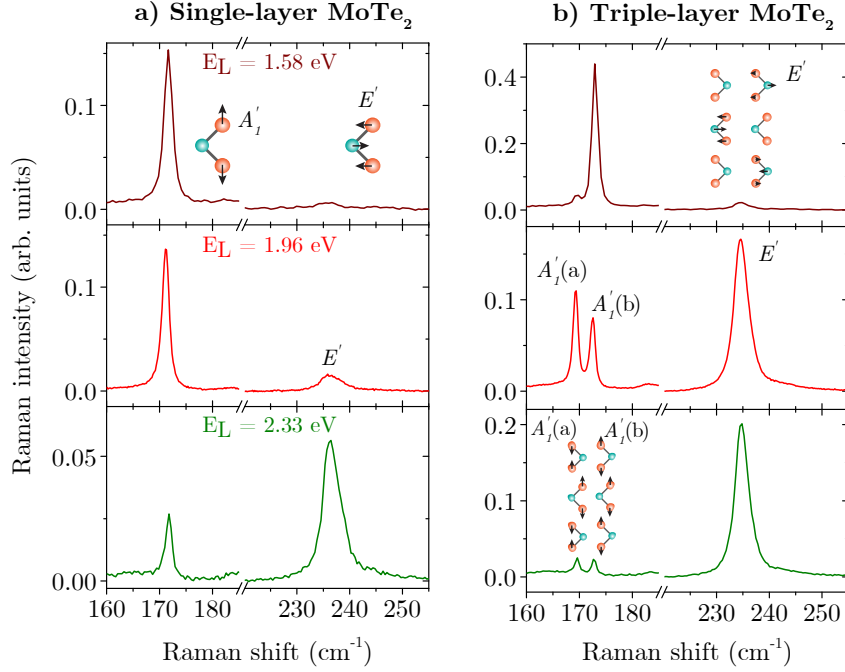 a) Single-layer MoTe₂
b) Triple-layer MoTe₂
Raman intensity (arb. units)
E_L = 1.58 eV
A'₁
E'
0.1
0.0
E_L = 1.96 eV
E'
0.1
0.0
E_L = 2.33 eV
0.05
0.00
160 170 180 230 240 250
Raman shift (cm⁻¹)
E'
0.4
0.2
0.0
A'₁(a)
A'₁(b)
E'
0.1
0.0
A'₁(a) A'₁(b)
0.2
0.1
0.0
160 170 180 230 240 250
Raman shift (cm⁻¹)